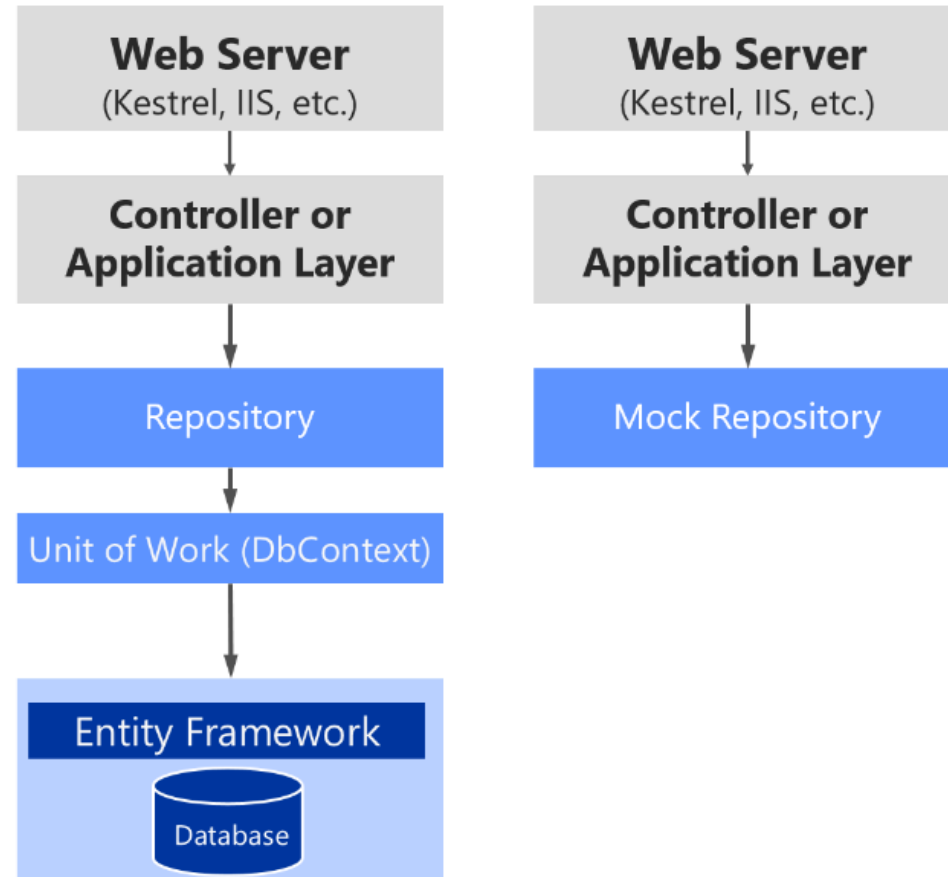 Web Server
(Kestrel, IIS, etc.)
Controller or
Application Layer
Repository
Unit of Work (DbContext)
Entity Framework
Database
Web Server
(Kestrel, IIS, etc.)
Controller or
Application Layer
Mock Repository